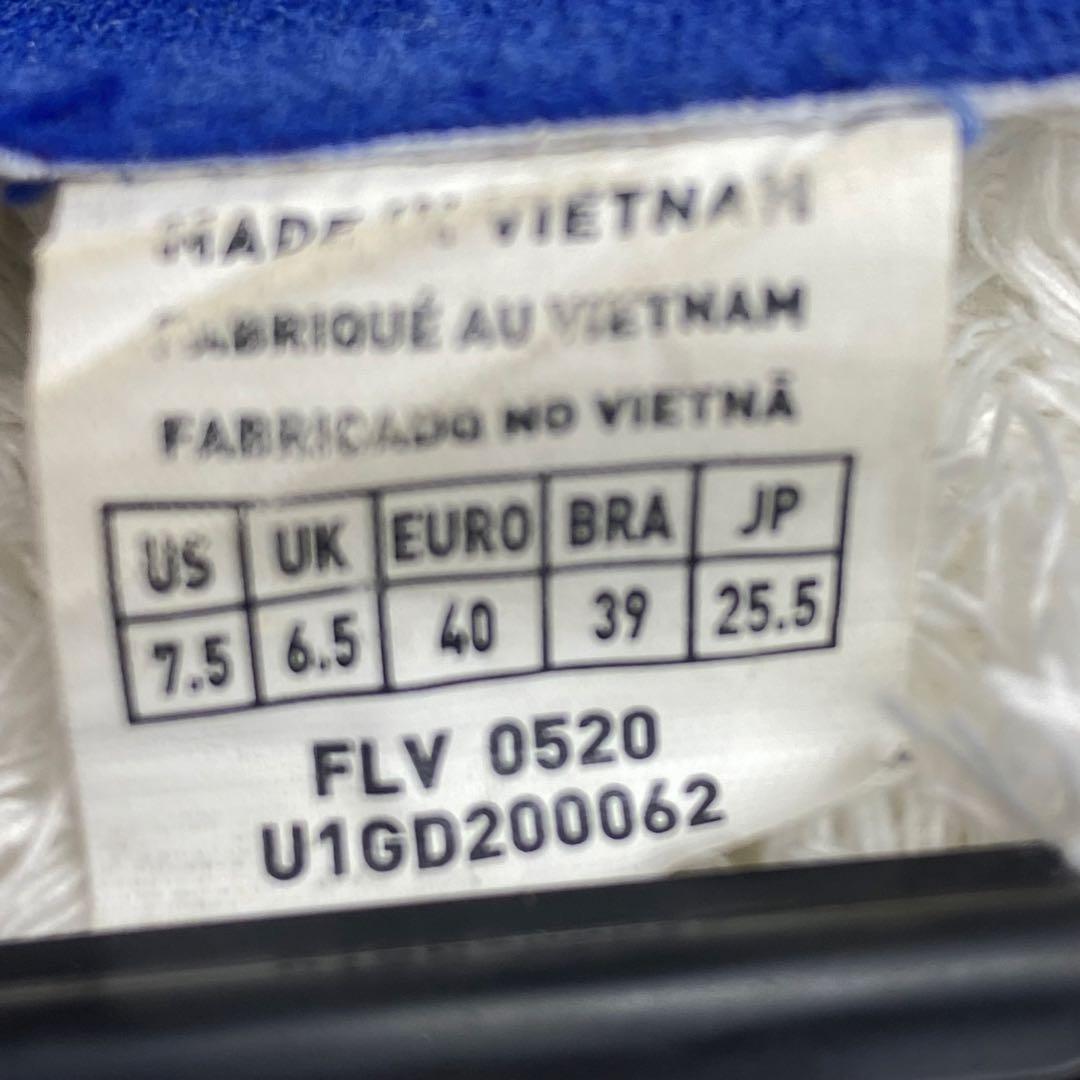 MADE IN VIETNAM
FABRIQUÉ AU VIETNAM
FABRICADO NO VIETNÃ
US UK EURO BRA JP
7.5 6.5 40 39 25.5
FLV 0520
U1GD200062